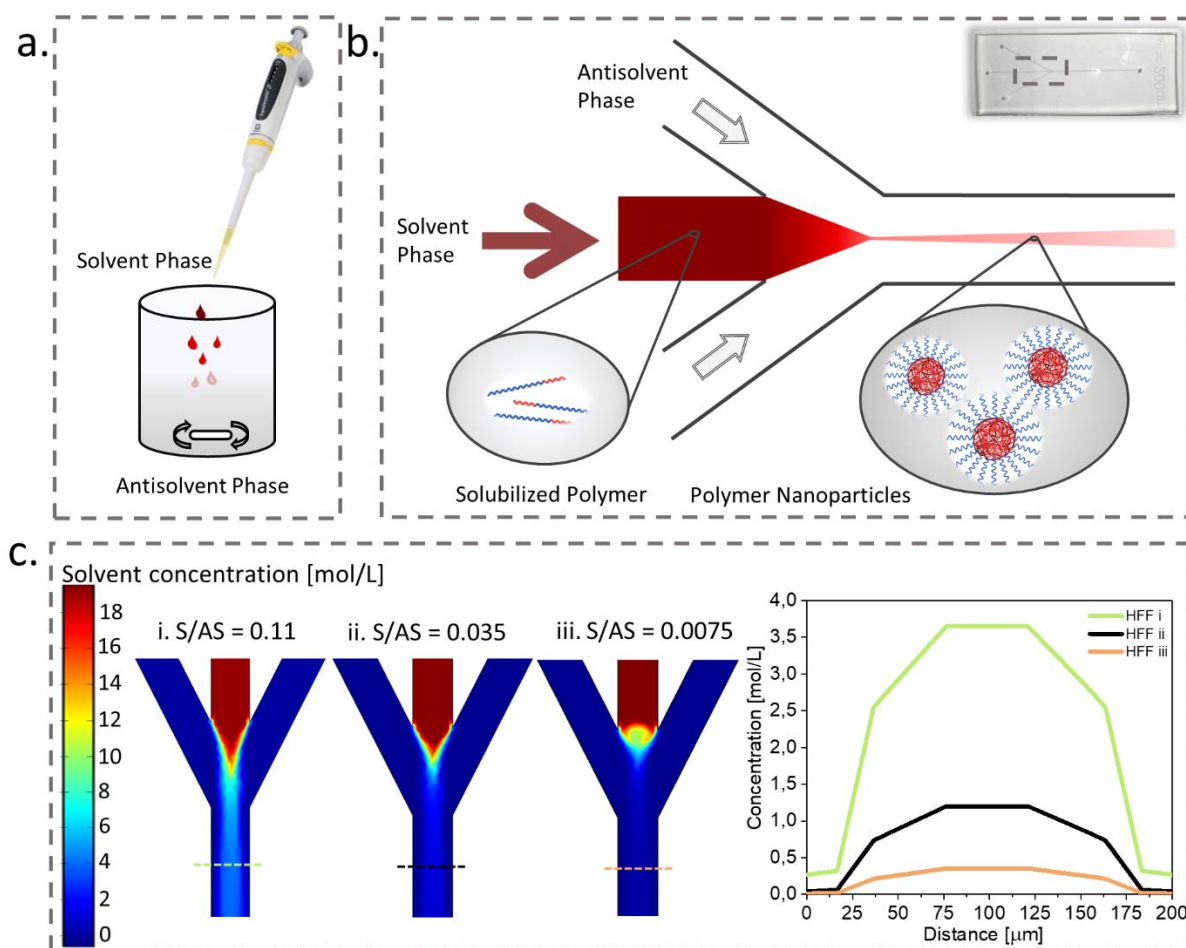 a.
Solvent Phase
Antisolvent Phase
b.
Antisolvent
Phase
Solvent
Phase
Solubilized Polymer
Polymer Nanoparticles
c.
Solvent concentration [mol/L]
18
16
14
12
10
8
6
4
2
0
i. S/AS = 0.11
ii. S/AS = 0.035
iii. S/AS = 0.0075
Concentration [mol/L]
4,0
3,5
3,0
2,5
2,0
1,5
1,0
0,5
0,0
HFF i
HFF ii
HFF iii
0 25 50 75 100 125 150 175 200
Distance [µm]